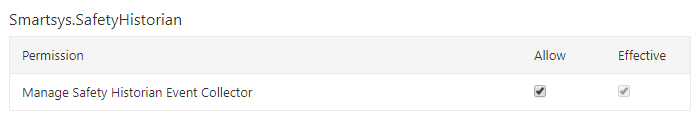 Smartsys.SafetyHistorian
Permission Allow Effective
Manage Safety Historian Event Collector